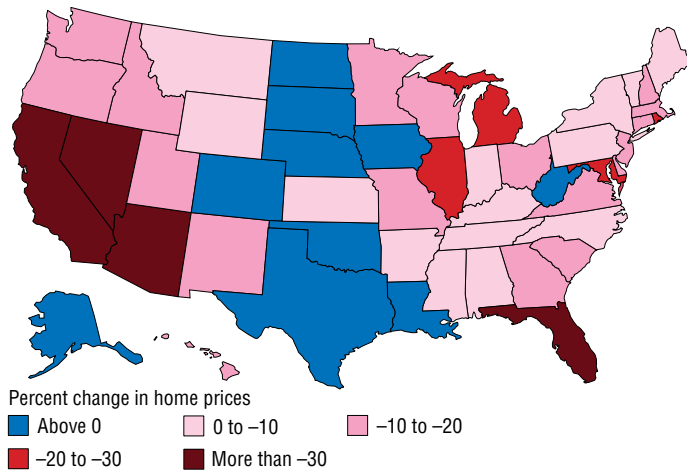 Percent change in home prices
Above 0
0 to –10
–10 to –20
–20 to –30
More than –30